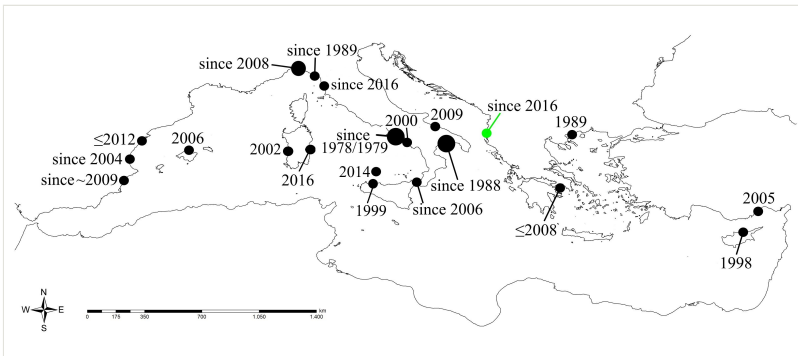 since 1989
since 2008
since 2016
≤2012
2006
since 2004
since~2009
2002
2016
since
1978/1979
2000
2009
since 2016
1989
since 1988
2014
1999
since 2006
≤2008
2005
1998
N
W E
S
0 175 350 700 1.050 1.400
km